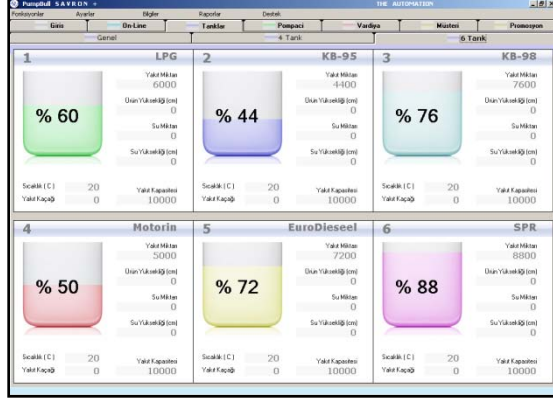 PumpBull SAVRON + THE AUTOMATION
Fonksiyonlar Ayarlar Bilgiler Raporlar Destek
Giris On-Line Tanklar Pompaci Vardiya Müsteri Promosyon
Genel 4 Tank 6 Tank
1 LPG
% 60
Yakıt Miktarı
6000
Ürün Yüksekliği (cm)
0
Su Miktarı
0
Su Yüksekliği (cm)
0
Sıcaklık ( C ) 20
Yakıt Kaçağı 0
Yakıt Kapasitesi
10000
2 KB-95
% 44
Yakıt Miktarı
4400
Ürün Yüksekliği (cm)
0
Su Miktarı
0
Su Yüksekliği (cm)
0
Sıcaklık ( C ) 20
Yakıt Kaçağı 0
Yakıt Kapasitesi
10000
3 KB-98
% 76
Yakıt Miktarı
7600
Ürün Yüksekliği (cm)
0
Su Miktarı
0
Su Yüksekliği (cm)
0
Sıcaklık ( C ) 20
Yakıt Kaçağı 0
Yakıt Kapasitesi
10000
4 Motorin
% 50
Yakıt Miktarı
5000
Ürün Yüksekliği (cm)
0
Su Miktarı
0
Su Yüksekliği (cm)
0
Sıcaklık ( C ) 20
Yakıt Kaçağı 0
Yakıt Kapasitesi
10000
5 EuroDieseel
% 72
Yakıt Miktarı
7200
Ürün Yüksekliği (cm)
0
Su Miktarı
0
Su Yüksekliği (cm)
0
Sıcaklık ( C ) 20
Yakıt Kaçağı 0
Yakıt Kapasitesi
10000
6 SPR
% 88
Yakıt Miktarı
8800
Ürün Yüksekliği (cm)
0
Su Miktarı
0
Su Yüksekliği (cm)
0
Sıcaklık ( C ) 20
Yakıt Kaçağı 0
Yakıt Kapasitesi
10000